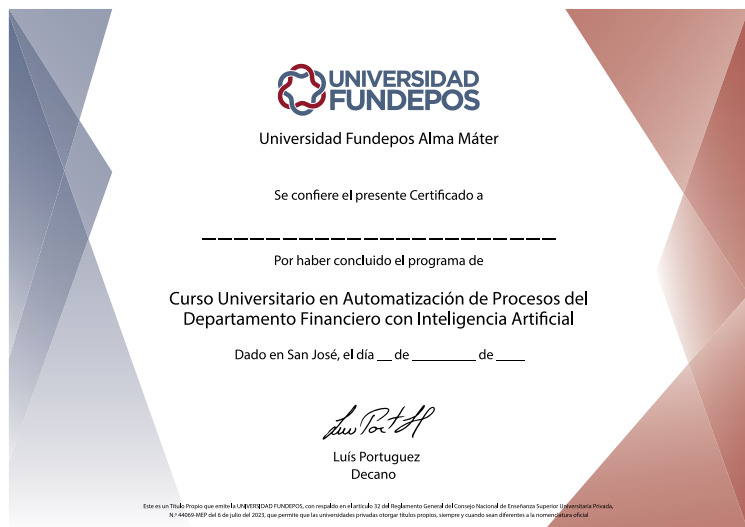 UNIVERSIDAD
FUNDEPOS
Universidad Fundepos Alma Máter
Se confiere el presente Certificado a
Por haber concluido el programa de
Curso Universitario en Automatización de Procesos del
Departamento Financiero con Inteligencia Artificial
Dado en San José, el día __ de ________ de ____
Luís Portuguez
Decano
Este es un Título Propio que emite la UNIVERSIDAD FUNDEPOS, con respaldo en el artículo 32 del Reglamento General del Consejo Nacional de Enseñanza Superior Universitaria Privada,
N.º 44069-MEP del 6 de julio del 2023, que permite que las universidades privadas otorgar títulos propios, siempre y cuando sean diferentes a la nomenclatura oficial